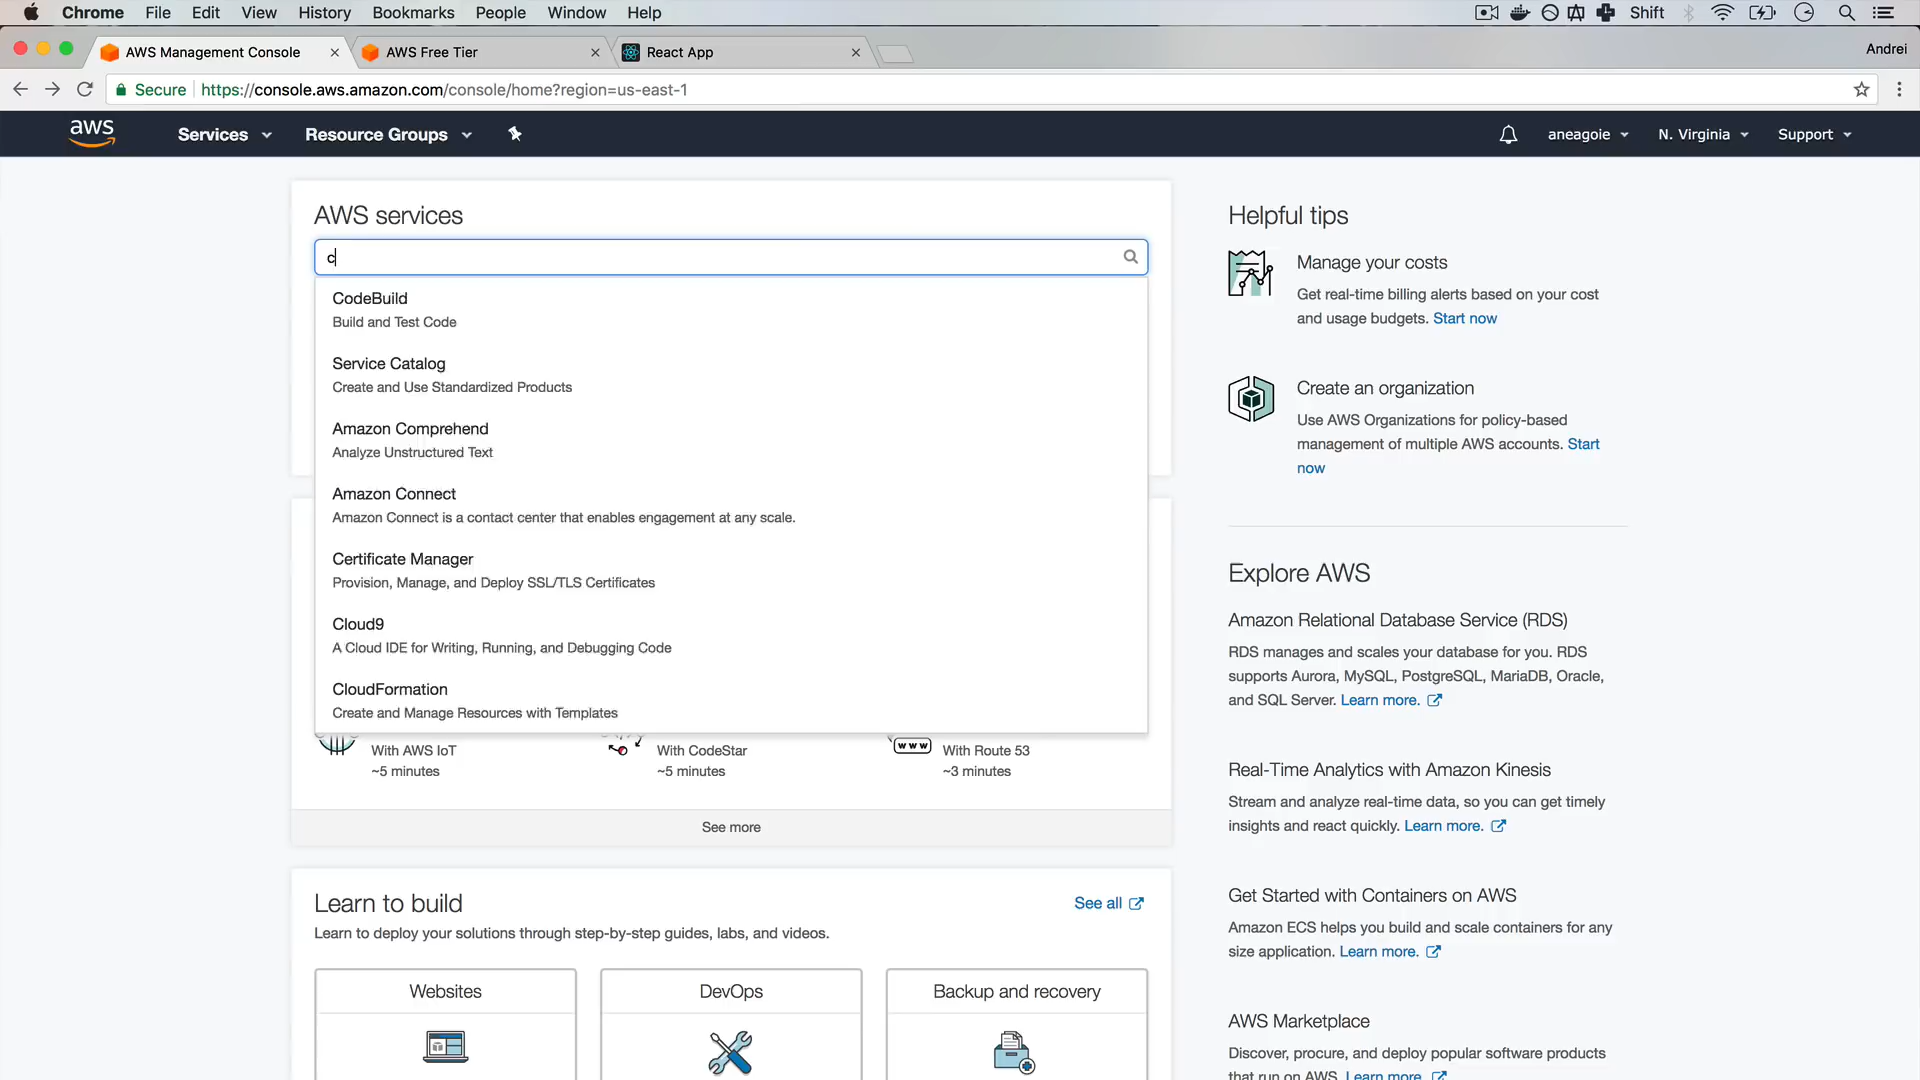 Chrome File Edit View History Bookmarks People Window Help Shift
AWS Management Console AWS Free Tier React App Andrei
Secure https://console.aws.amazon.com/console/home?region=us-east-1
aws Services Resource Groups aneagoie N. Virginia Support
AWS services
c
CodeBuild
Build and Test Code
Service Catalog
Create and Use Standardized Products
Amazon Comprehend
Analyze Unstructured Text
Amazon Connect
Amazon Connect is a contact center that enables engagement at any scale.
Certificate Manager
Provision, Manage, and Deploy SSL/TLS Certificates
Cloud9
A Cloud IDE for Writing, Running, and Debugging Code
CloudFormation
Create and Manage Resources with Templates
With AWS IoT
~5 minutes
With CodeStar
~5 minutes
www
With Route 53
~3 minutes
See more
Learn to build
See all
Learn to deploy your solutions through step-by-step guides, labs, and videos.
Websites
DevOps
Backup and recovery
Helpful tips
Manage your costs
Get real-time billing alerts based on your cost
and usage budgets. Start now
Create an organization
Use AWS Organizations for policy-based
management of multiple AWS accounts. Start
now
Explore AWS
Amazon Relational Database Service (RDS)
RDS manages and scales your database for you. RDS
supports Aurora, MySQL, PostgreSQL, MariaDB, Oracle,
and SQL Server. Learn more.
Real-Time Analytics with Amazon Kinesis
Stream and analyze real-time data, so you can get timely
insights and react quickly. Learn more.
Get Started with Containers on AWS
Amazon ECS helps you build and scale containers for any
size application. Learn more.
AWS Marketplace
Discover, procure, and deploy popular software products
that run on AWS. Learn more.